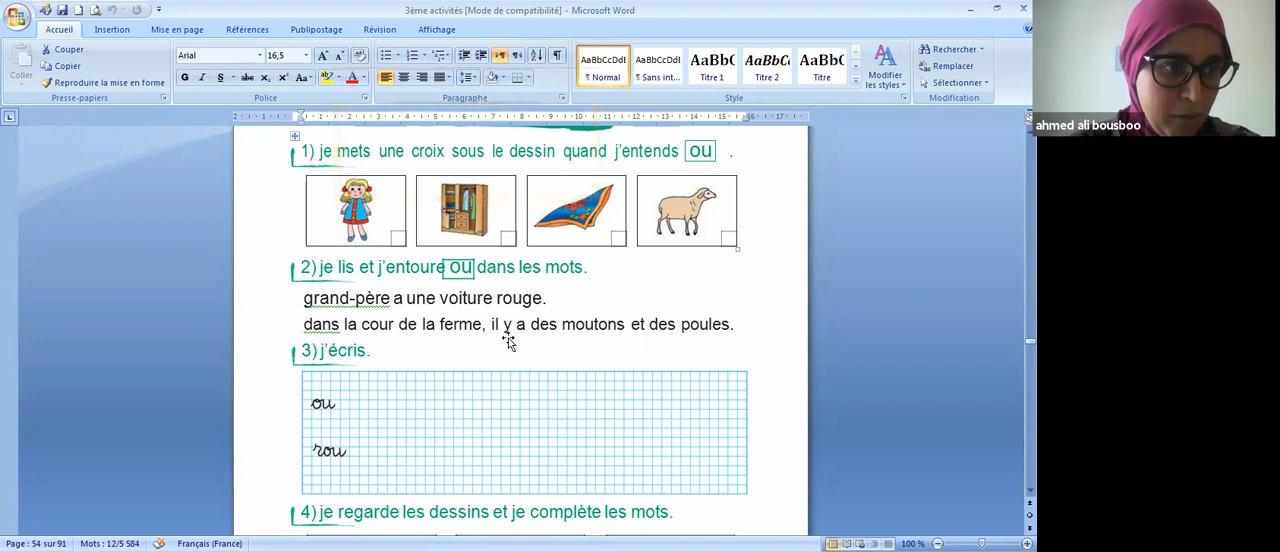 3ème activités [Mode de compatibilité] - Microsoft Word
Accueil Insertion Mise en page Références Publipostage Révision Affichage
Couper
Copier
Reproduire la mise en forme
Coller
Presse-papiers
Arial 16,5
Police
Paragraphe
AaBbCcDdE AaBbCcDdE AaBbC AaBbCc AaBbC
¶ Normal ¶ Sans int... Titre 1 Titre 2 Titre
Modifier les styles
Style
Rechercher
Remplacer
Sélectionner
Modification
ahmed ali bousboo
1) je mets une croix sous le dessin quand j'entends ou .
2) je lis et j'entoure ou dans les mots.
grand-père a une voiture rouge.
dans la cour de la ferme, il y a des moutons et des poules.
3) j'écris.
ou
rou
4) je regarde les dessins et je complète les mots.
Page : 54 sur 91 Mots : 12/5 584 Français (France) 100 %